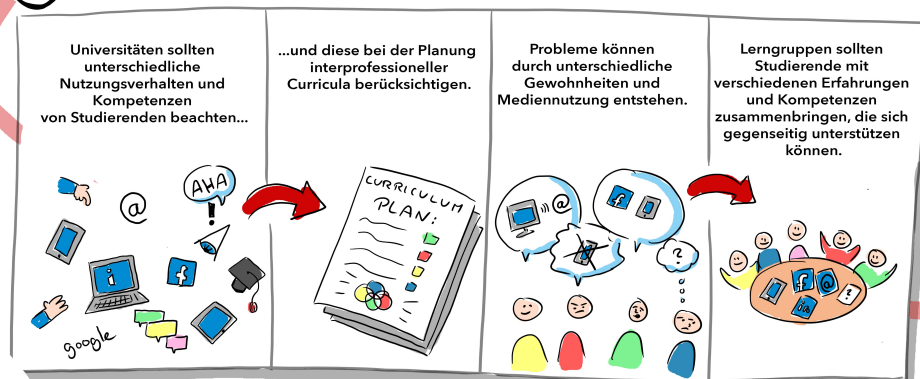 Universitäten sollten
unterschiedliche
Nutzungsverhalten und
Kompetenzen
von Studierenden beachten...
AHA
!
@
i
f
google
...und diese bei der Planung
interprofessioneller
Curricula berücksichtigen.
CURRICULUM
PLAN:
Probleme können
durch unterschiedliche
Gewohnheiten und
Mediennutzung entstehen.
@
f
?
Lerngruppen sollten
Studierende mit
verschiedenen Erfahrungen
und Kompetenzen
zusammenbringen, die sich
gegenseitig unterstützen
können.
f
@
in
?